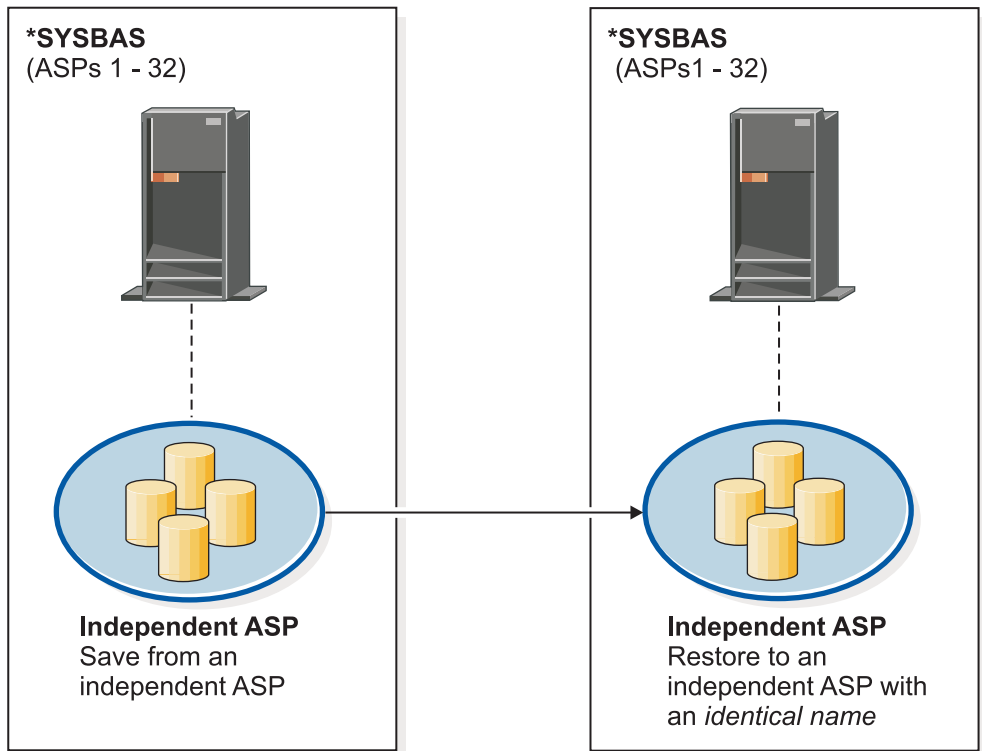 *SYSBAS
(ASPs 1 - 32)
Independent ASP
Save from an
independent ASP
*SYSBAS
(ASPs1 - 32)
Independent ASP
Restore to an
independent ASP with
an identical name